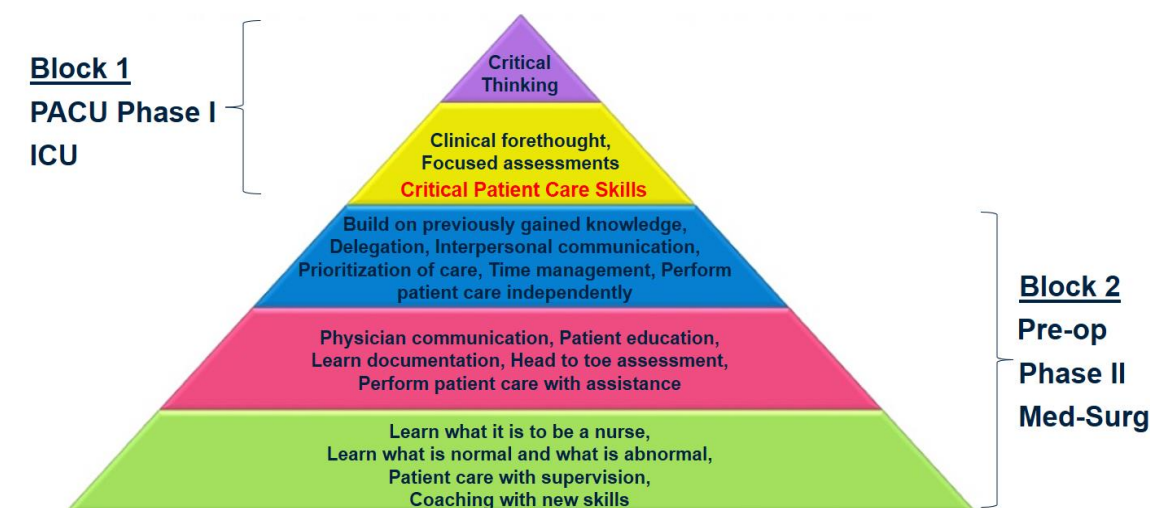 Block 1
PACU Phase I
ICU
Critical
Thinking
Clinical forethought,
Focused assessments
Critical Patient Care Skills
Build on previously gained knowledge,
Delegation, Interpersonal communication,
Prioritization of care, Time management, Perform
patient care independently
Physician communication, Patient education,
Learn documentation, Head to toe assessment,
Perform patient care with assistance
Learn what it is to be a nurse,
Learn what is normal and what is abnormal,
Patient care with supervision,
Coaching with new skills
Block 2
Pre-op
Phase II
Med-Surg